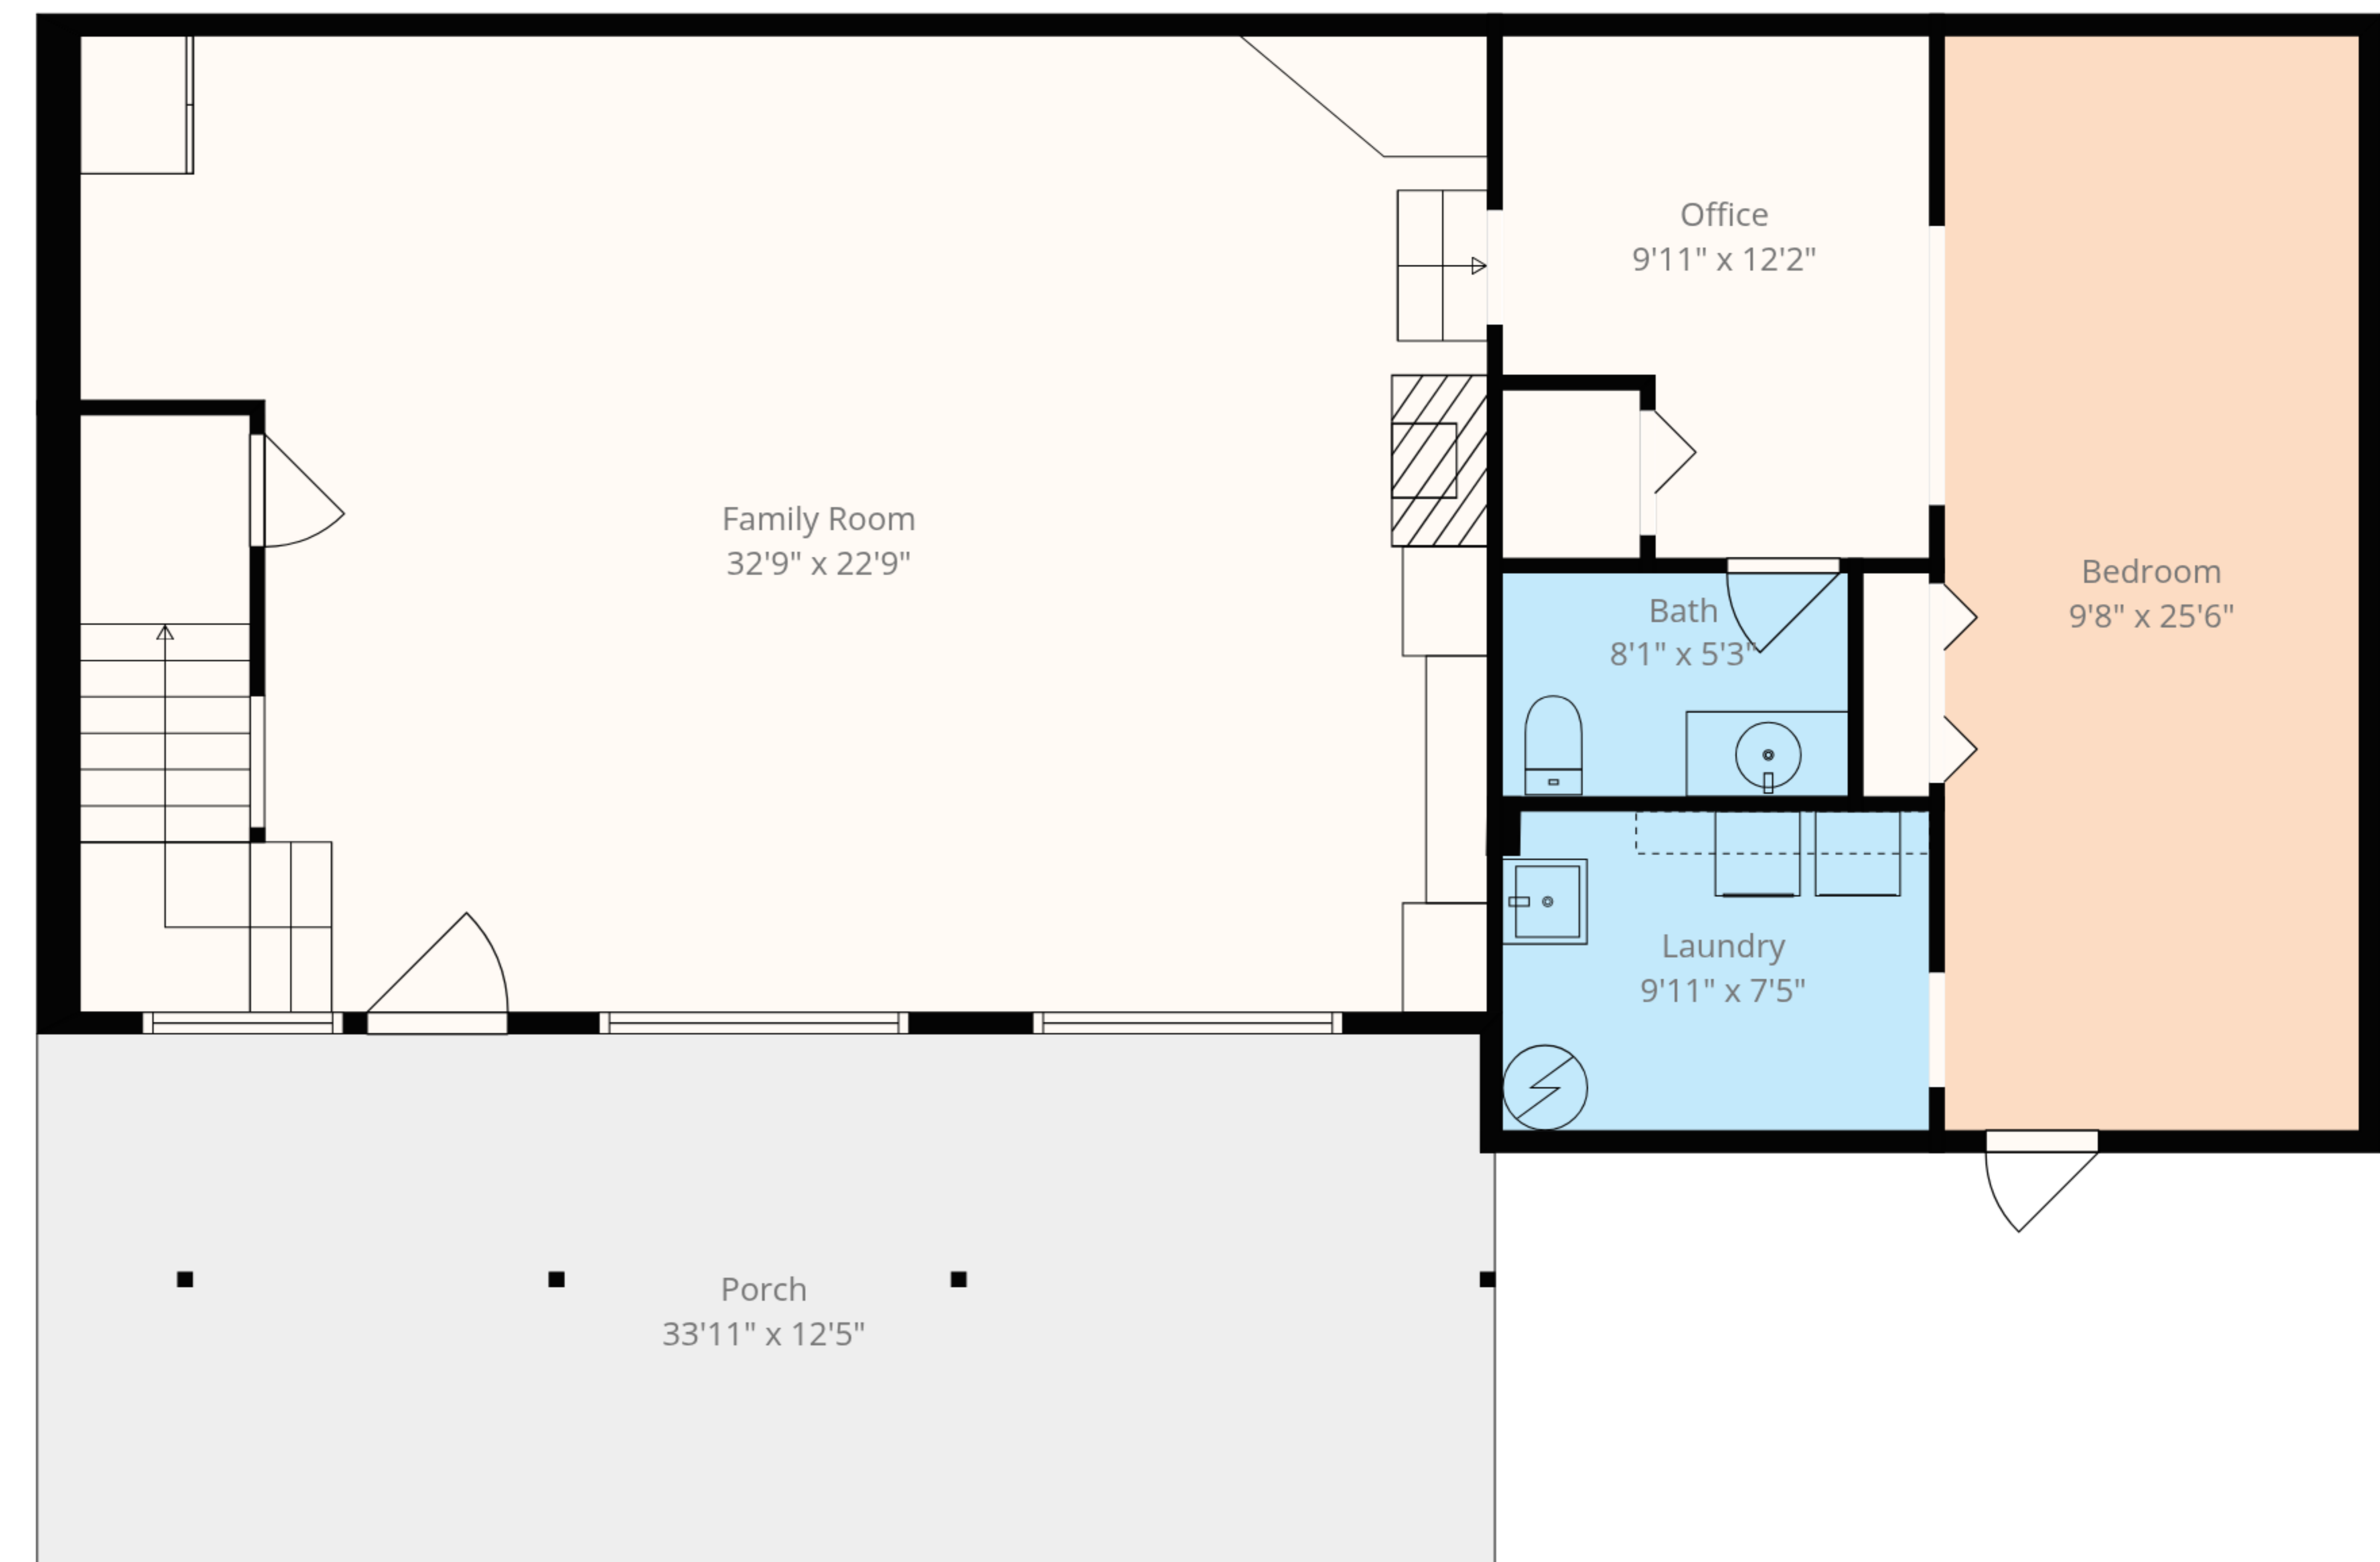 Office
9'11" x 12'2"
Family Room
32'9" x 22'9"
Bedroom
9'8" x 25'6"
Bath
8'1" x 5'3"
Laundry
9'11" x 7'5"
Porch
33'11" x 12'5"